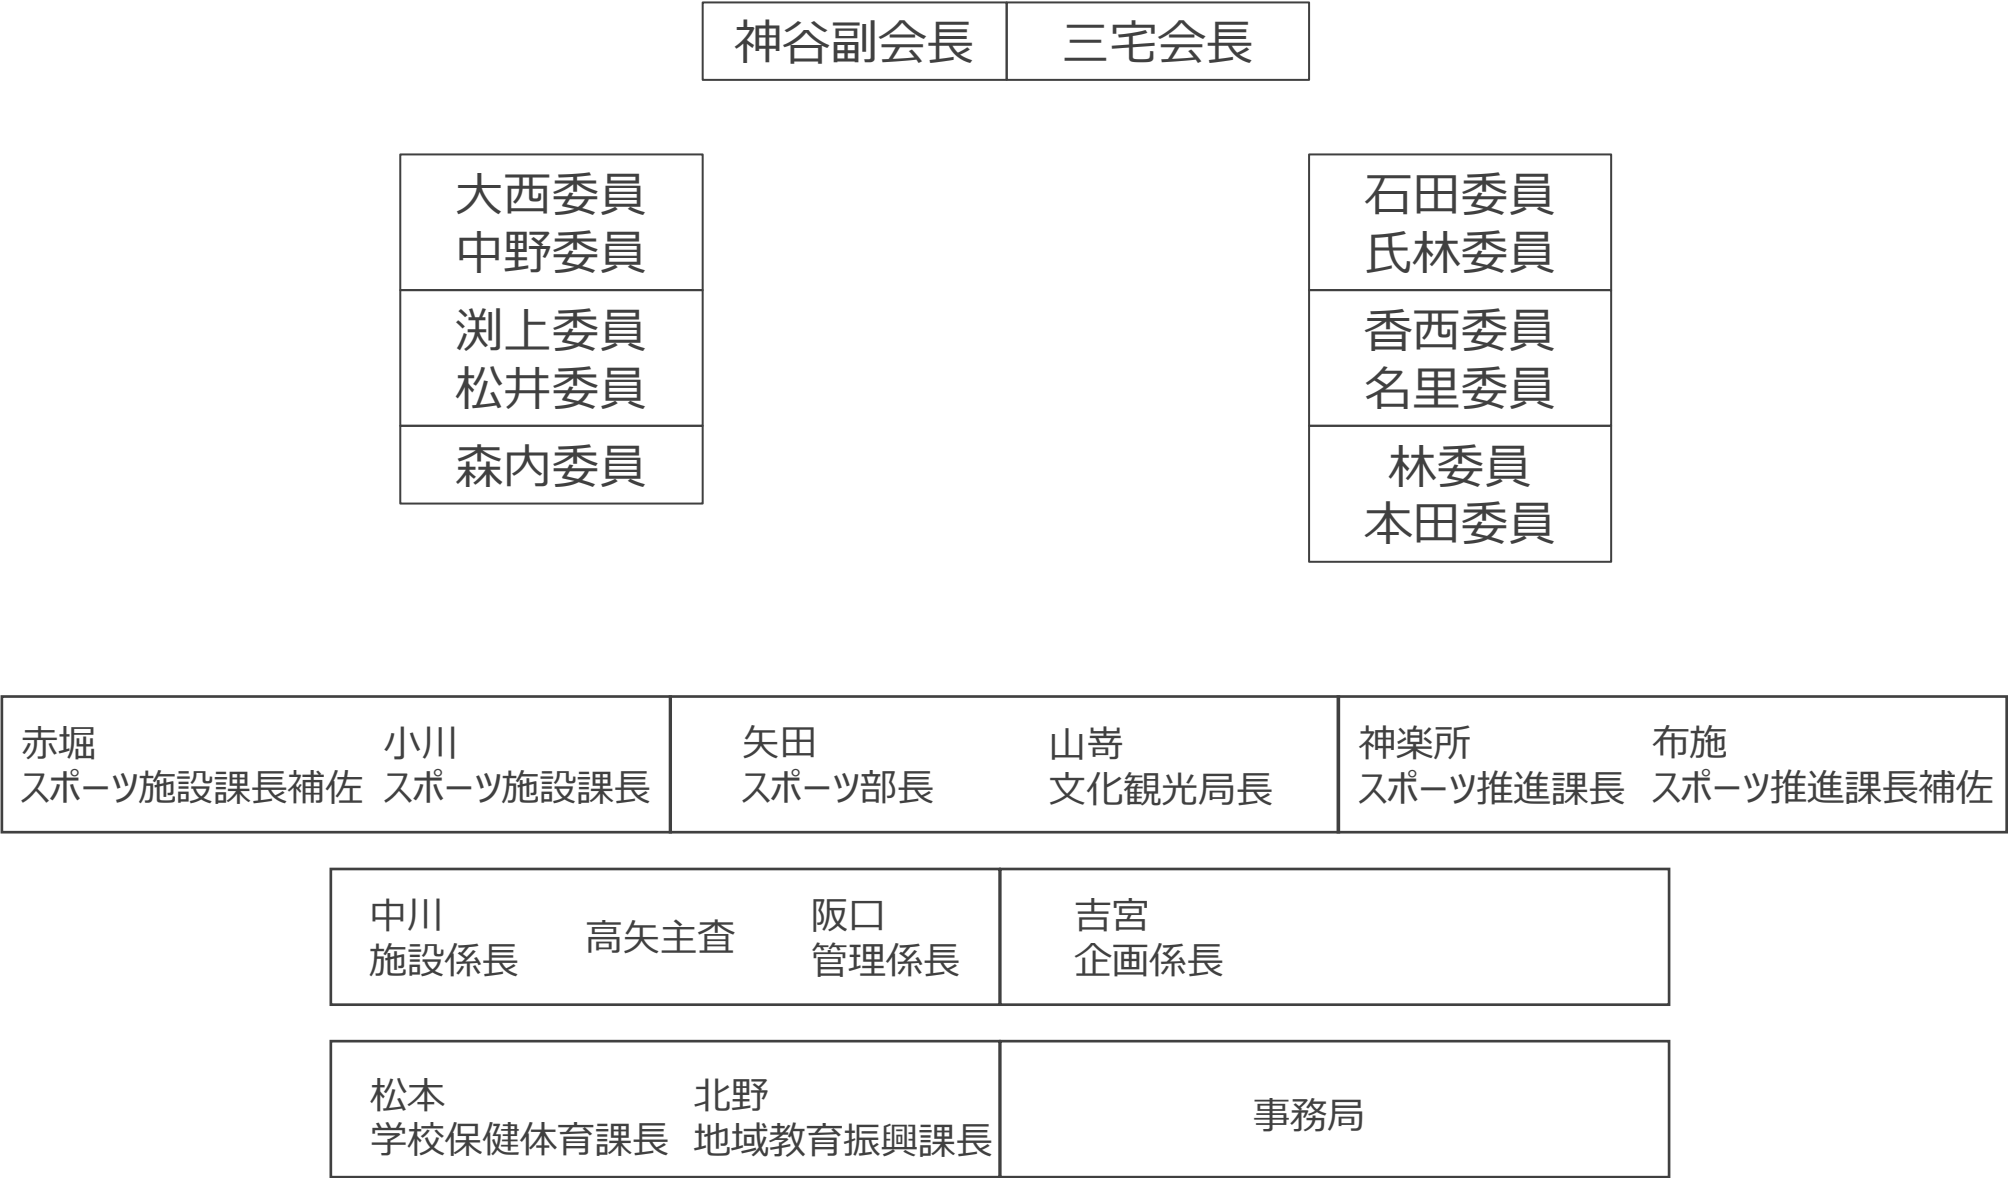 神谷副会長
三宅会長
大西委員
中野委員
渕上委員
松井委員
森内委員
石田委員
氏林委員
香西委員
名里委員
林委員
本田委員
赤堀
スポーツ施設課長補佐
小川
スポーツ施設課長
矢田
スポーツ部長
山嵜
文化観光局長
神楽所
スポーツ推進課長
布施
スポーツ推進課長補佐
中川
施設係長
高矢主査
阪口
管理係長
吉宮
企画係長
松本
学校保健体育課長
北野
地域教育振興課長
事務局